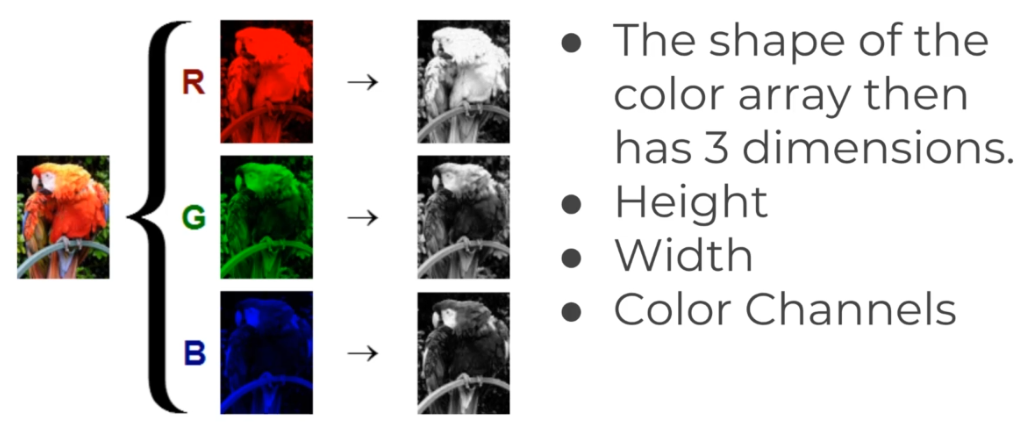 R
G
B
● The shape of the
color array then
has 3 dimensions.
● Height
● Width
● Color Channels